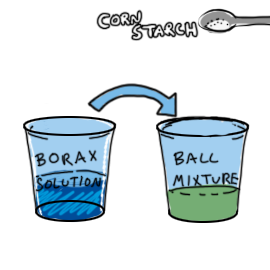 CORN
STARCH
BORAX
SOLUTION
BALL
MIXTURE